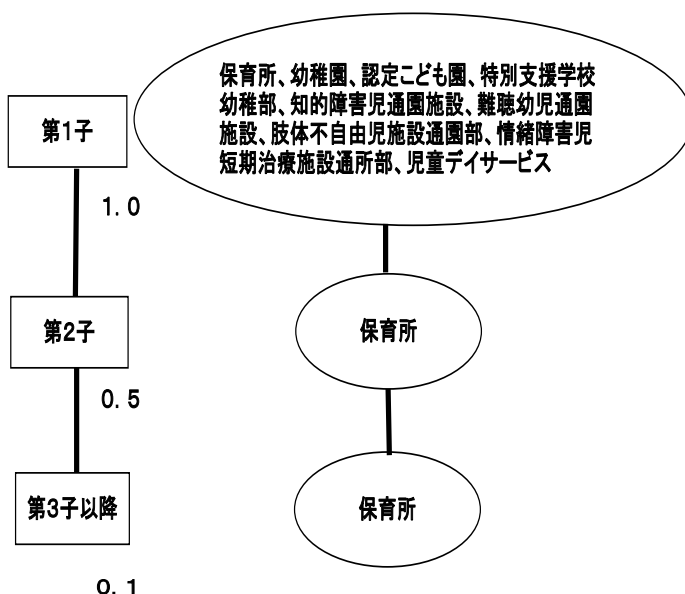 保育所、幼稚園、認定こども園、特別支援学校
幼稚部、知的障害児通園施設、難聴幼児通園
施設、肢体不自由児施設通園部、情緒障害児
短期治療施設通所部、児童デイサービス
第1子
1.0
第2子
保育所
0.5
第3子以降
保育所
0.1